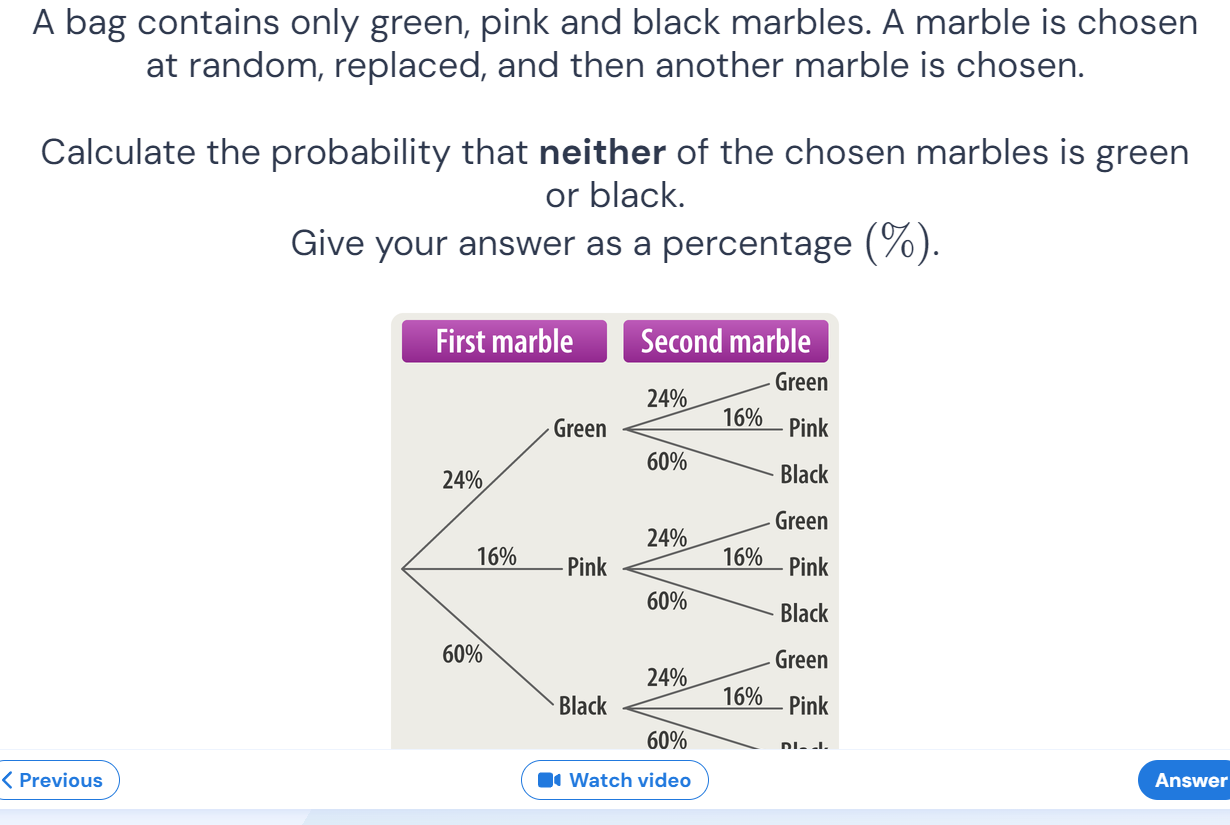 A bag contains only green, pink and black marbles. A marble is chosen
at random, replaced, and then another marble is chosen.
Calculate the probability that neither of the chosen marbles is green
or black.
Give your answer as a percentage (%).
First marble
Second marble
24%
Green
16%
Pink
60%
Black
24%
Green
24%
Green
16%
Pink
60%
Black
16%
Pink
24%
Green
16%
Pink
60%
Black
60%
Black
Previous
Watch video
Answer